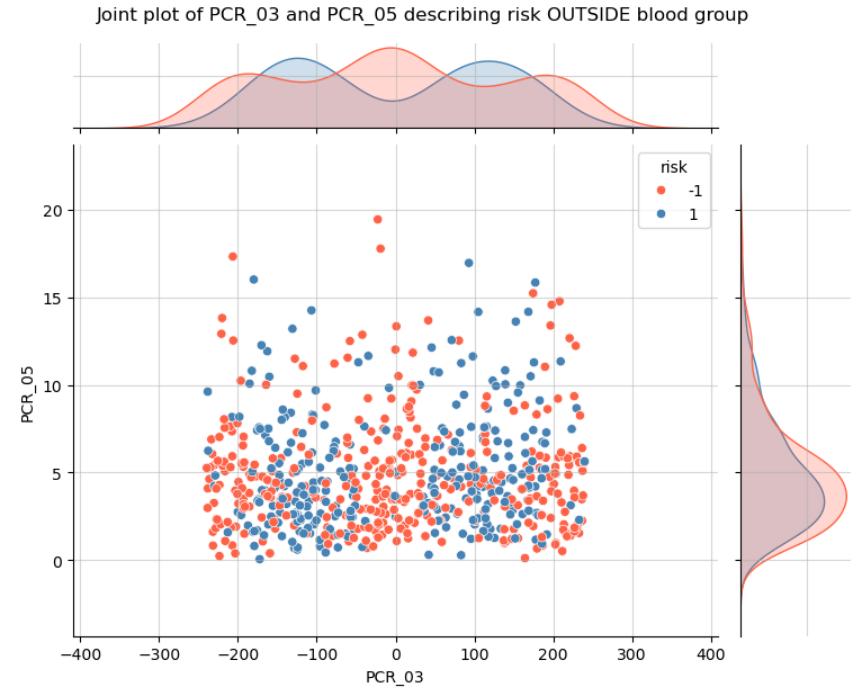 Joint plot of PCR_03 and PCR_05 describing risk OUTSIDE blood group
risk
-1
1
20
15
10
5
0
PCR_05
−400 −300 −200 −100 0 100 200 300 400
PCR_03